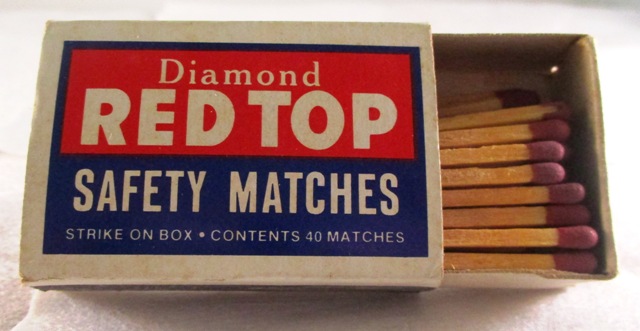 Diamond
RED TOP
SAFETY MATCHES
STRIKE ON BOX • CONTENTS 40 MATCHES